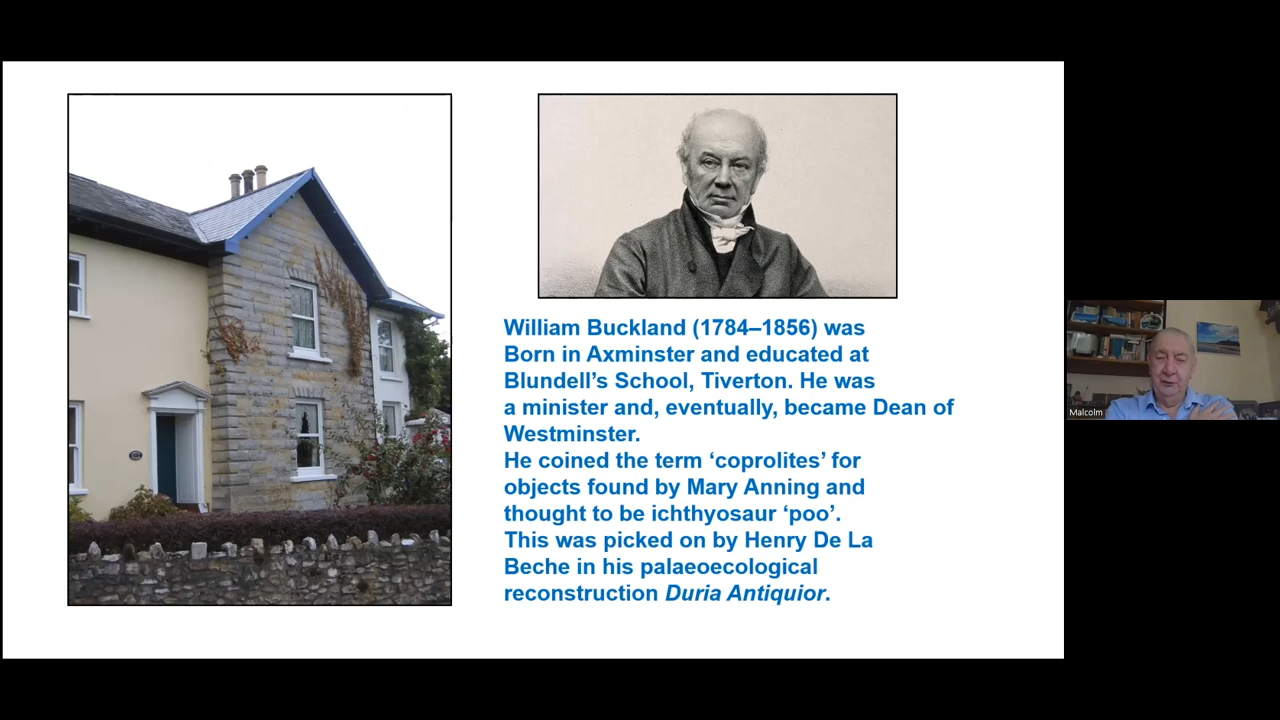 William Buckland (1784–1856) was
Born in Axminster and educated at
Blundell’s School, Tiverton. He was
a minister and, eventually, became Dean of
Westminster.
He coined the term ‘coprolites’ for
objects found by Mary Anning and
thought to be ichthyosaur ‘poo’.
This was picked on by Henry De La
Beche in his palaeoecological
reconstruction Duria Antiquior.
Malcolm